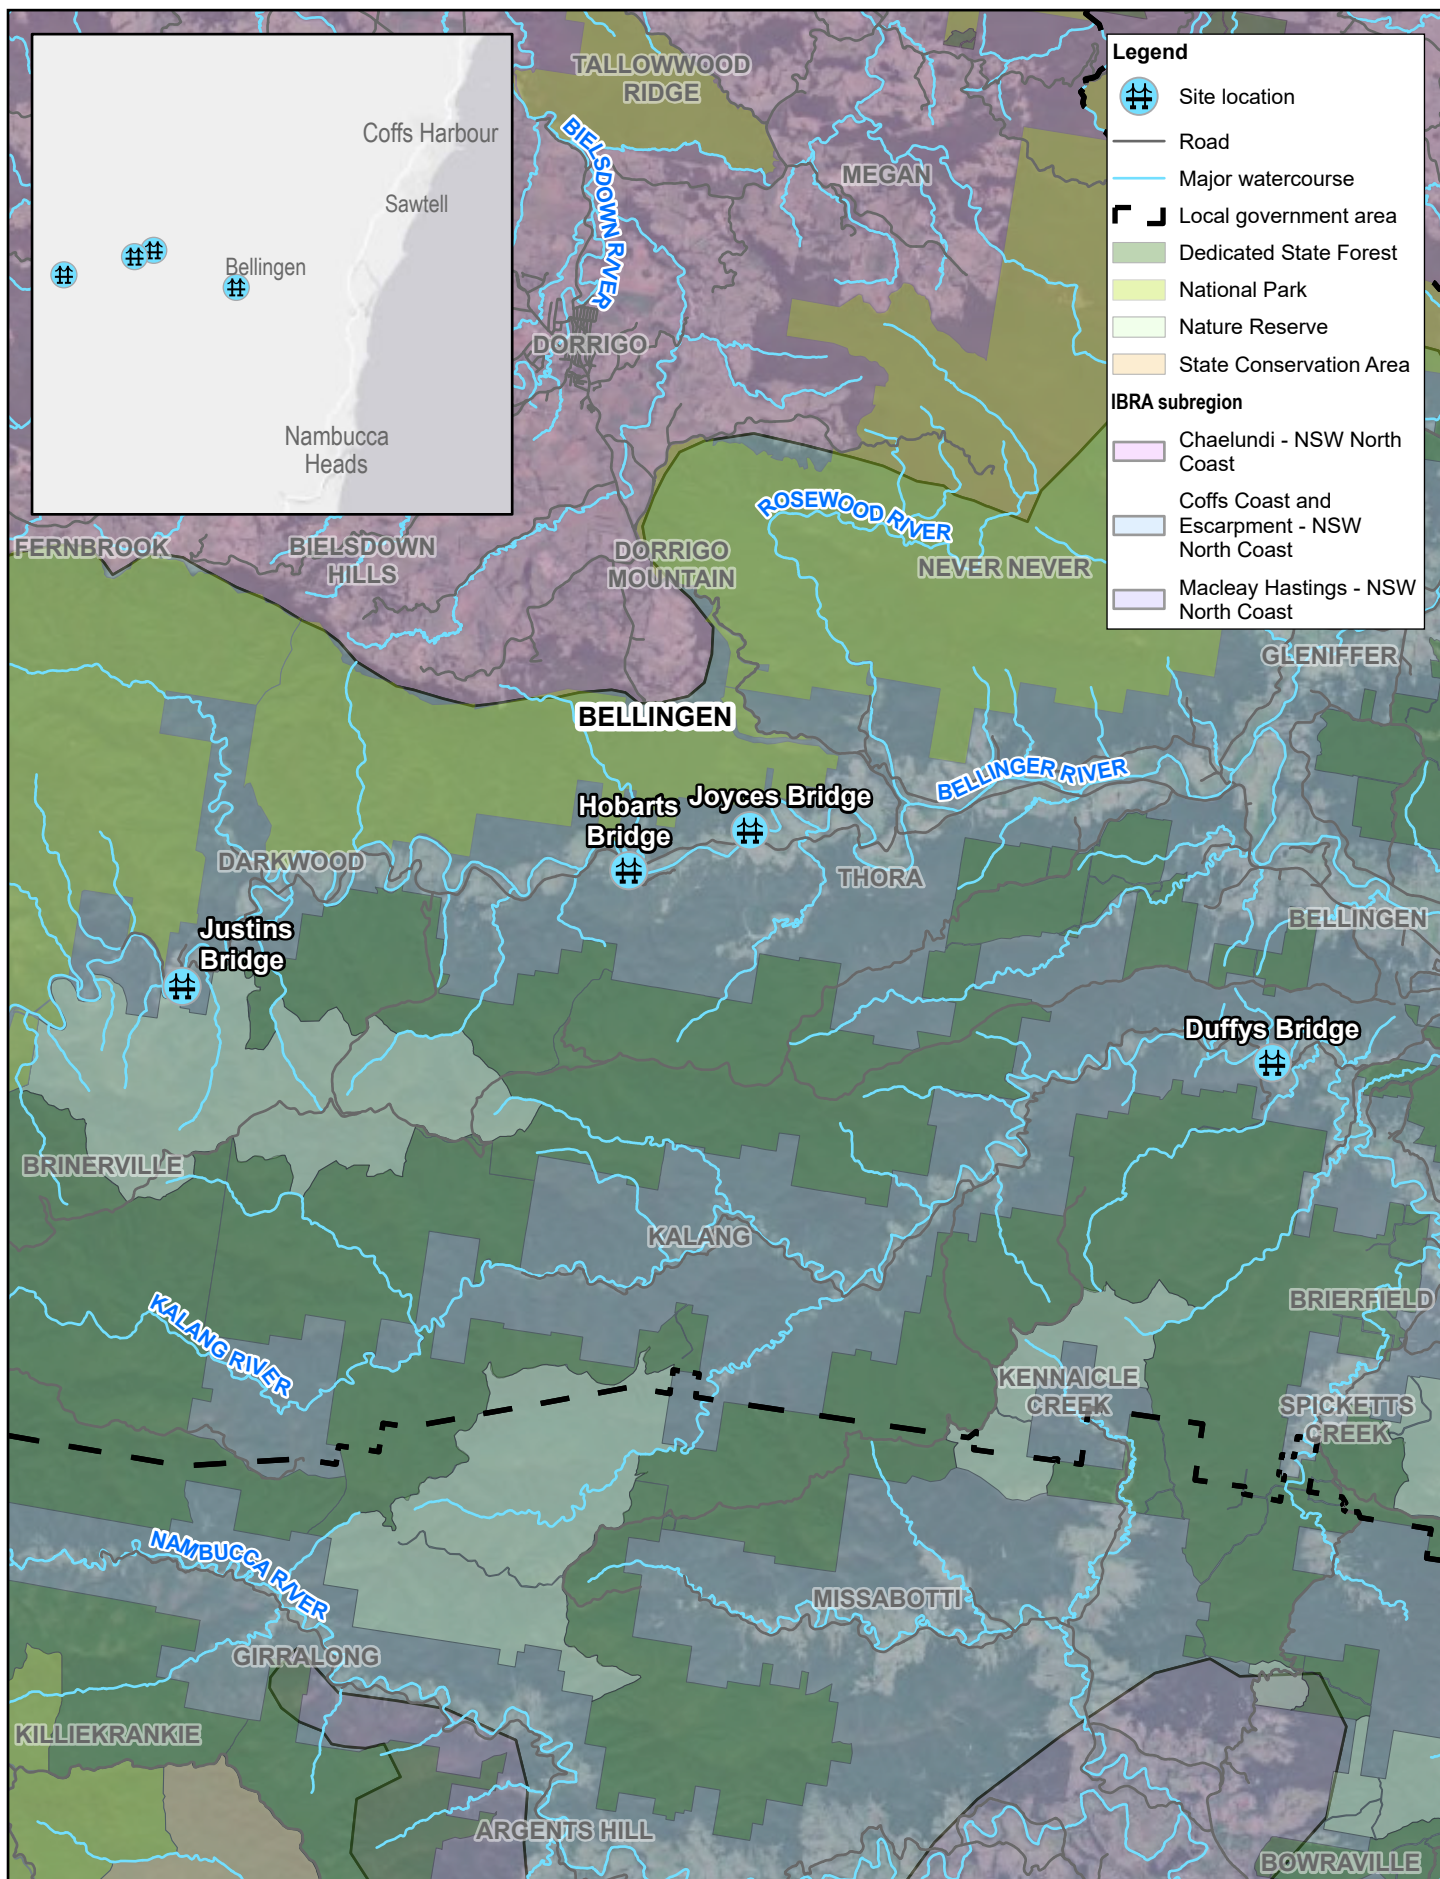 Coffs Harbour
Sawtell
Bellingen
Nambucca
Heads
Legend
Site location
Road
Major watercourse
Local government area
Dedicated State Forest
National Park
Nature Reserve
State Conservation Area
IBRA subregion
Chaelundi - NSW North
Coast
Coffs Coast and
Escarpment - NSW
North Coast
Macleay Hastings - NSW
North Coast
TALLOWWOOD
RIDGE
BIELSDOWN RIVER
MEGAN
DORRIGO
ROSEWOOD RIVER
FERNBROOK
BIELSDOWN
HILLS
DORRIGO
MOUNTAIN
NEVER NEVER
GLENIFFER
BELLINGEN
BELLINGER RIVER
Hobarts
Bridge
Joyces Bridge
DARKWOOD
THORA
Justins
Bridge
BELLINGEN
Duffys Bridge
BRINERVILLE
KALANG
KALANG RIVER
BRIERFIELD
KENNAICLE
CREEK
SPICKETTS
CREEK
NAMBUCCA RIVER
MISSABOTTI
GIRRALONG
KILLIEKRANKIE
ARGENTS HILL
BOWRAVILLE